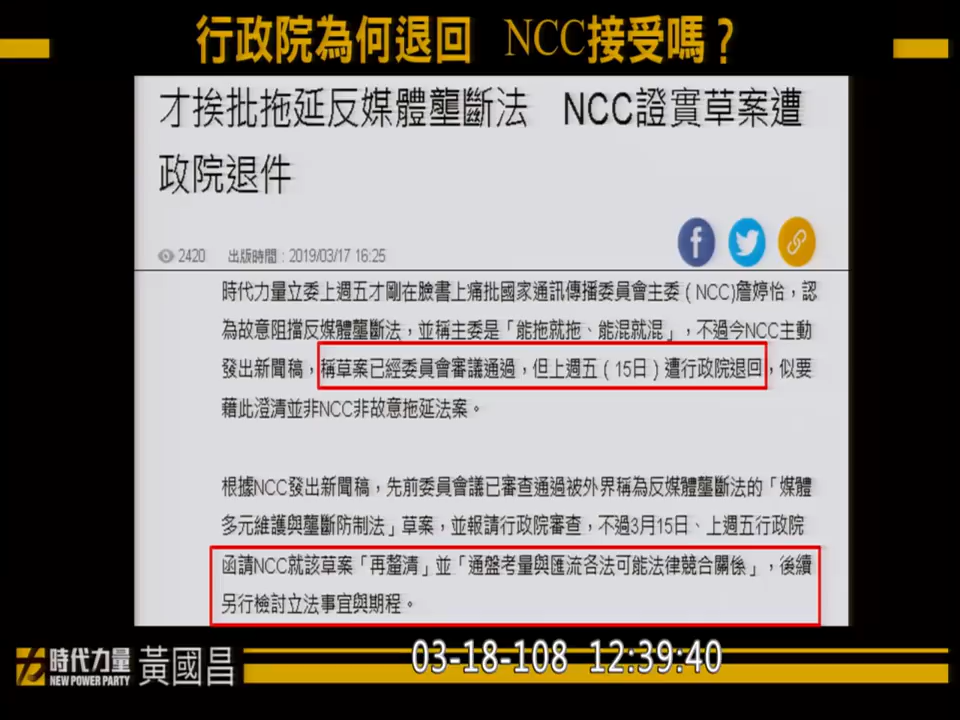 行政院為何退回 NCC接受嗎？
才挨批拖延反媒體壟斷法 NCC證實草案遭
政院退件
2420 出版時間：2019/03/17 16:25
時代力量立委上週五才剛在臉書上痛批國家通訊傳播委員會主委（NCC)詹婷怡，認
為故意阻擋反媒體壟斷法，並稱主委是「能拖就拖、能混就混」，不過今NCC主動
發出新聞稿，稱草案已經委員會審議通過，但上週五（15日）遭行政院退回，似要
藉此澄清並非NCC非故意拖延法案。
根據NCC發出新聞稿，先前委員會議已審查通過被外界稱為反媒體壟斷法的「媒體
多元維護與壟斷防制法」草案，並報請行政院審查，不過3月15日、上週五行政院
函請NCC就該草案「再釐清」並「通盤考量與匯流各法可能法律競合關係」，後續
另行檢討立法事宜與期程。
時代力量 黃國昌
NEW POWER PARTY
03-18-108 12:39:40